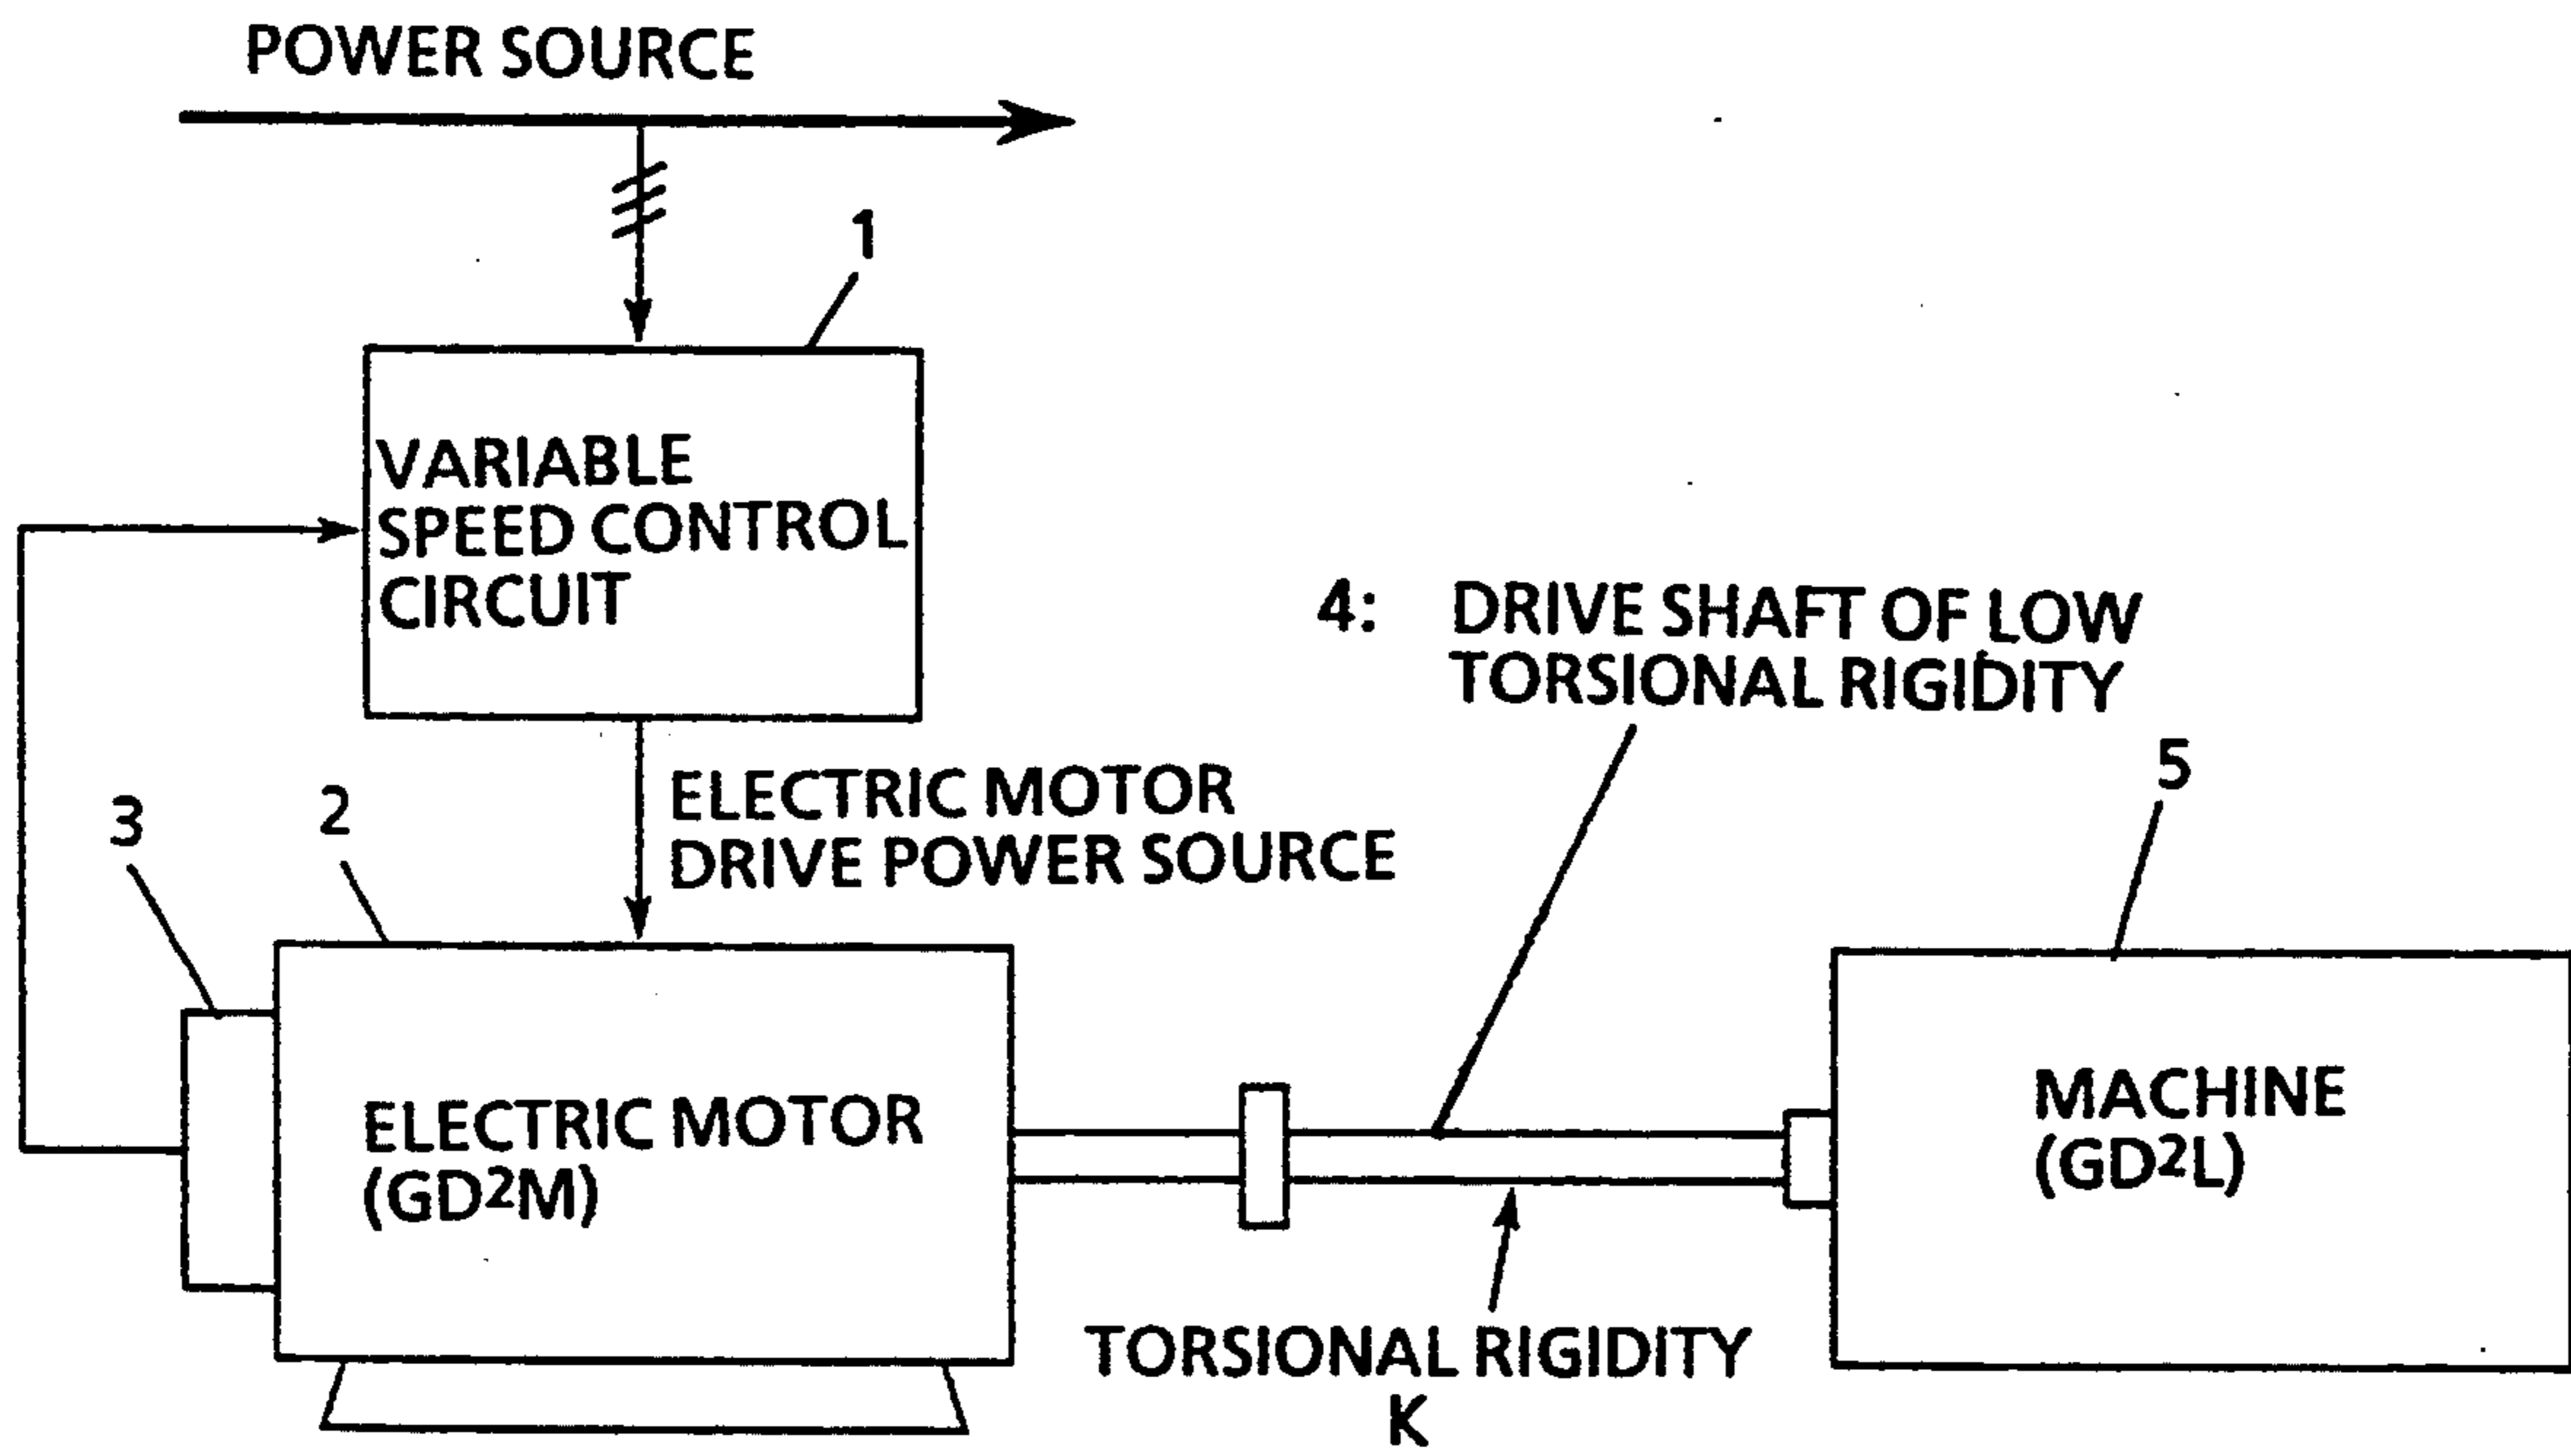 POWER SOURCE
1
VARIABLE
SPEED CONTROL
CIRCUIT
4: DRIVE SHAFT OF LOW
TORSIONAL RIGIDITY
5
3
2
ELECTRIC MOTOR
DRIVE POWER SOURCE
ELECTRIC MOTOR
(GD2M)
MACHINE
(GD2L)
TORSIONAL RIGIDITY
K